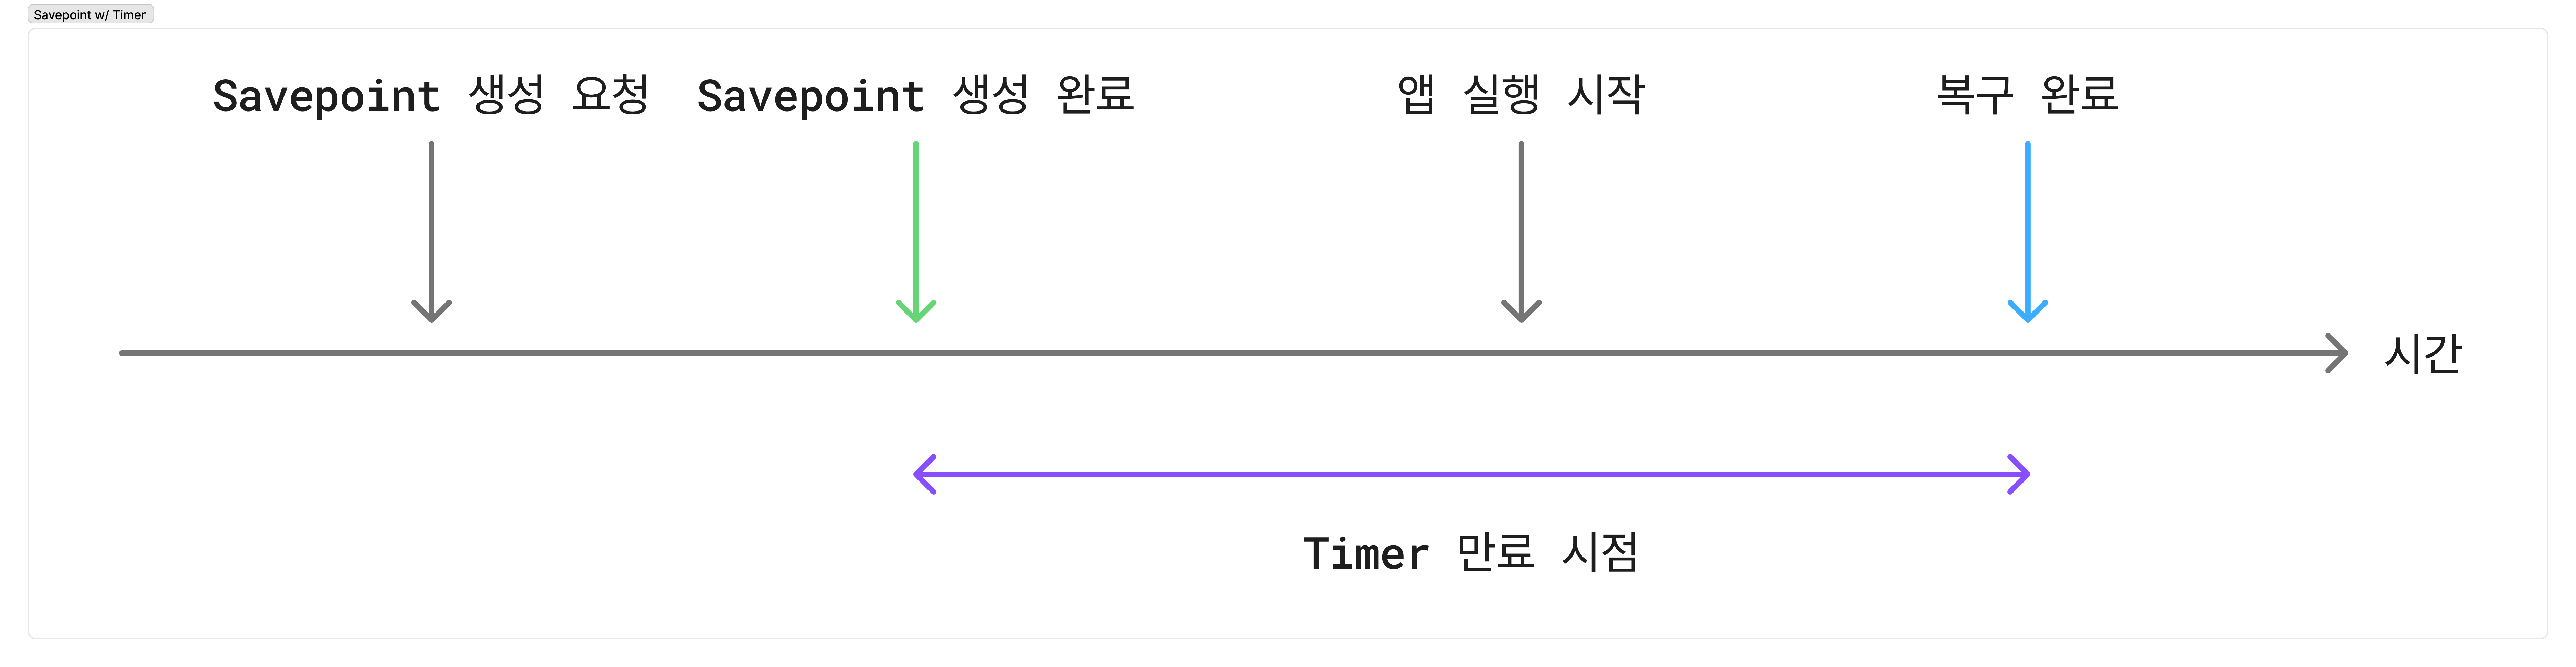 Savepoint w/ Timer
Savepoint 생성 요청
Savepoint 생성 완료
앱 실행 시작
복구 완료
시간
Timer 만료 시점